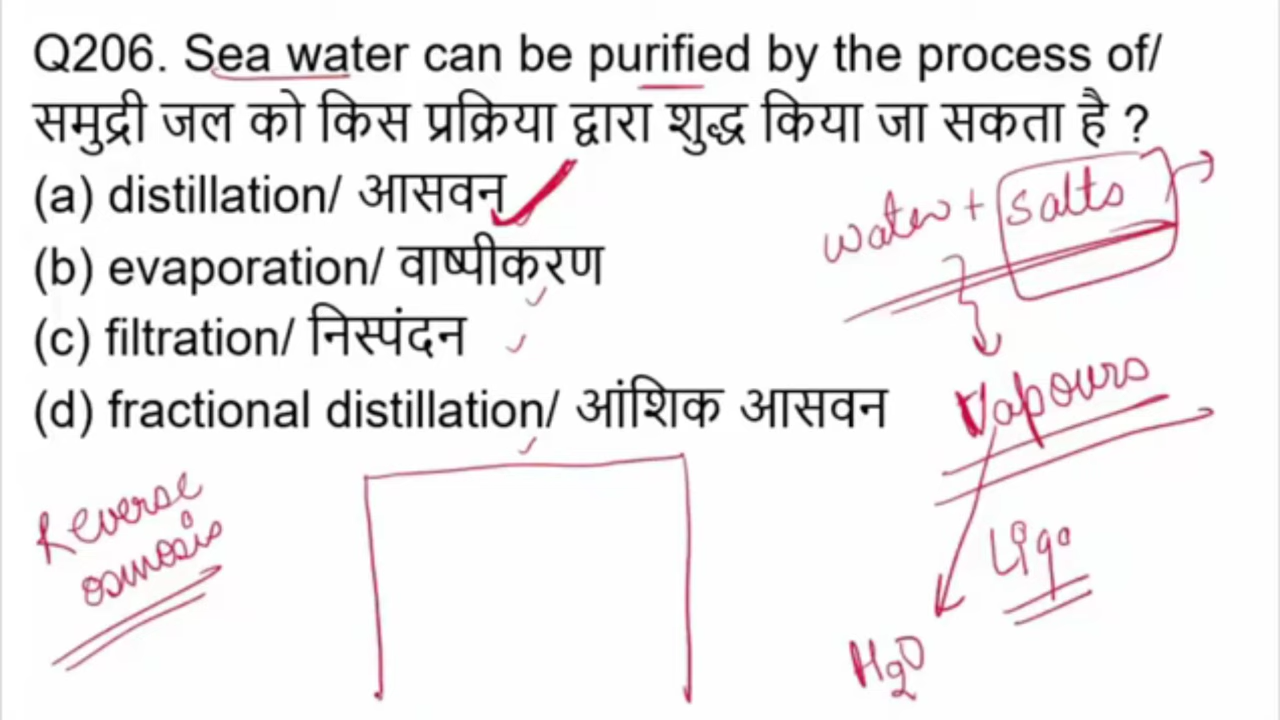 Q206. Sea water can be purified by the process of/
समुद्री जल को किस प्रक्रिया द्वारा शुद्ध किया जा सकता है ?
(a) distillation/ आसवन
(b) evaporation/ वाष्पीकरण
(c) filtration/ निस्पंदन
(d) fractional distillation/ आंशिक आसवन
water + salts
Vapours
Reverse
osmosis
Liqo
H2O